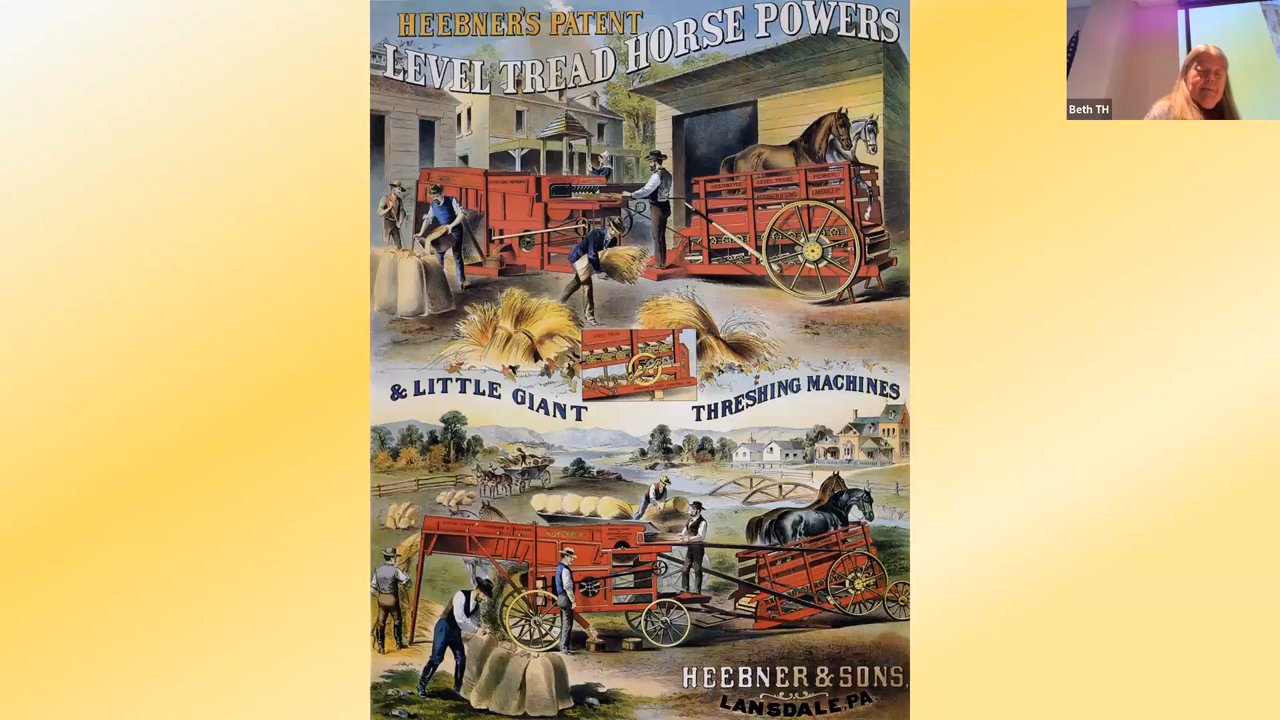 HEEBNER'S PATENT
LEVEL TREAD HORSE POWERS
Beth TH
& LITTLE GIANT THRESHING MACHINES
HEEBNER & SONS,
LANSDALE, PA